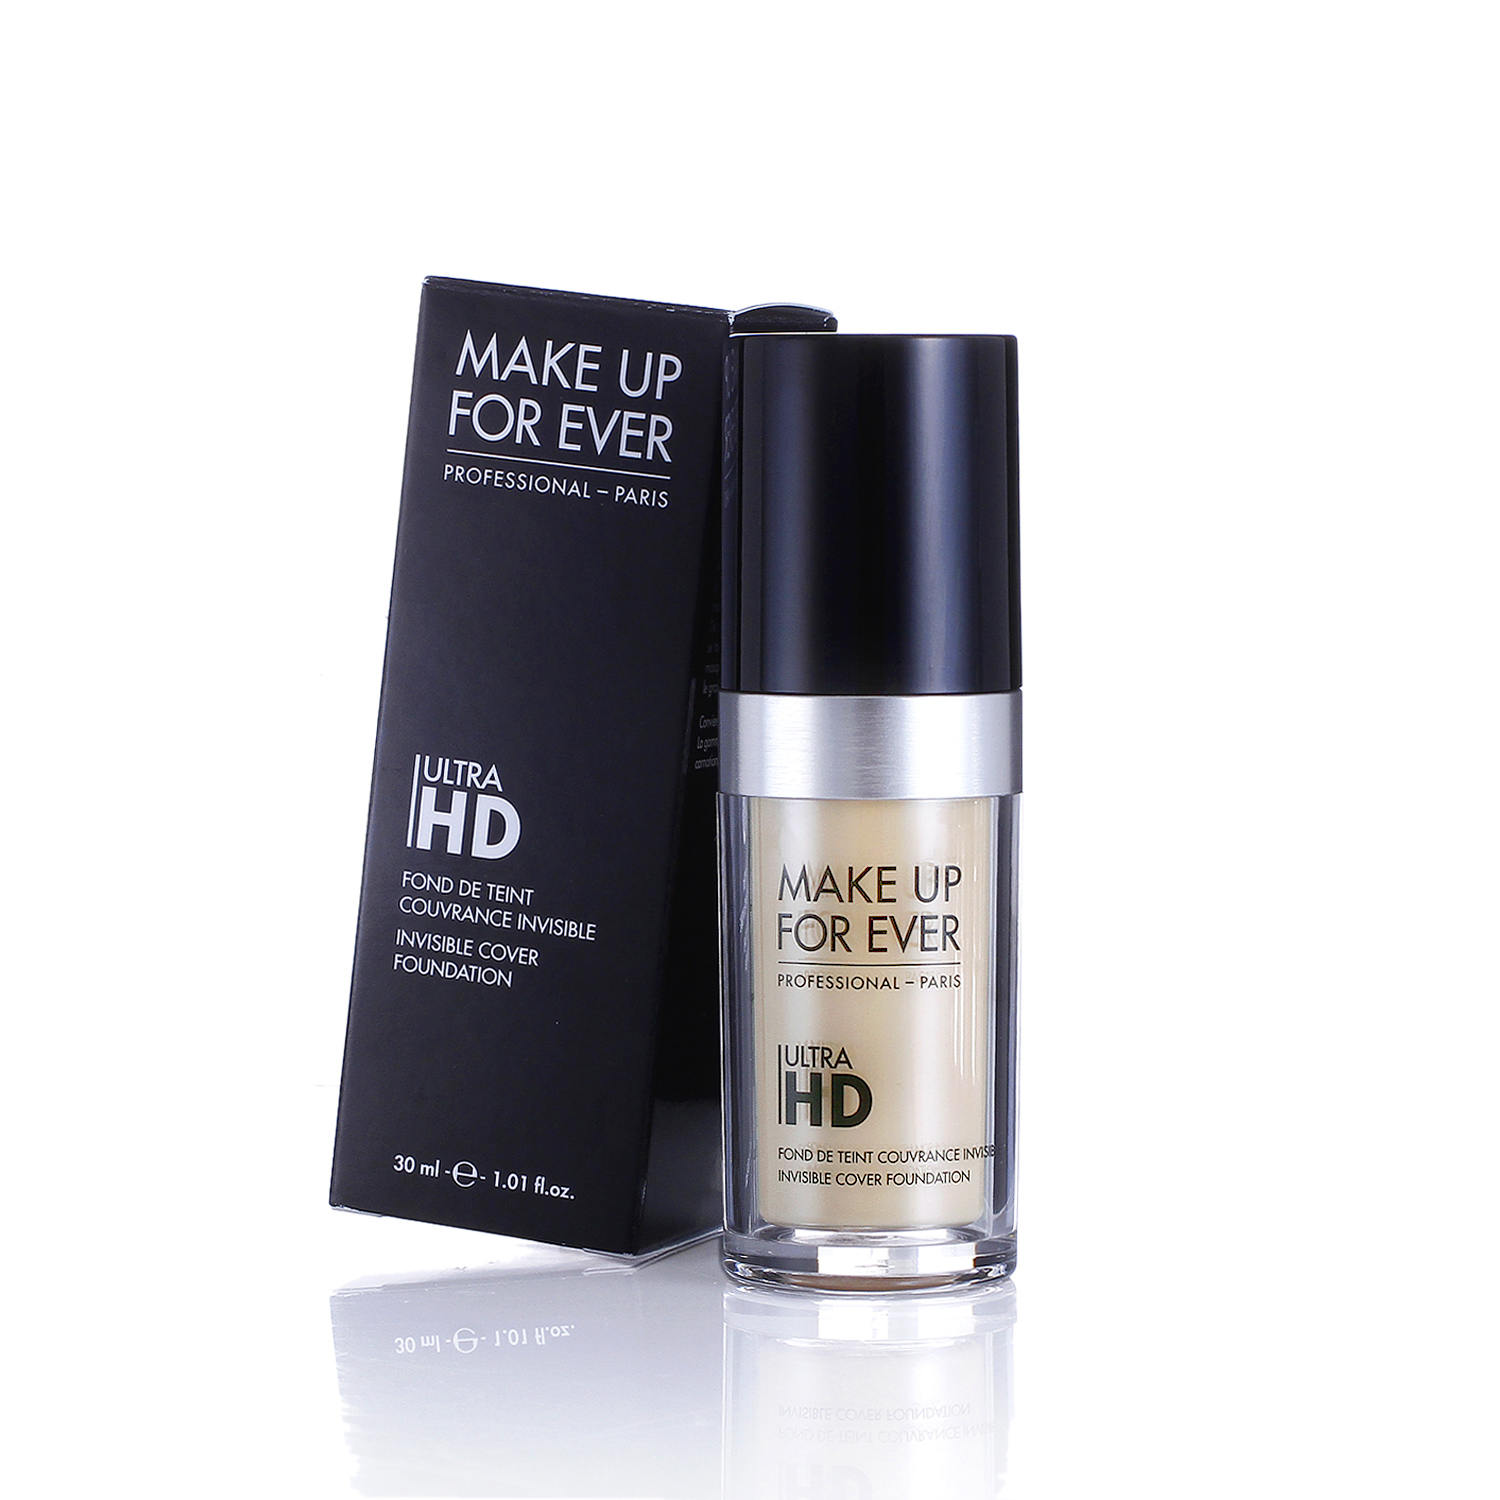 MAKE UP
FOR EVER
PROFESSIONAL – PARIS
ULTRA
HD
FOND DE TEINT
COUVRANCE INVISIBLE
INVISIBLE COVER
FOUNDATION
30 ml - e - 1.01 fl.oz.
MAKE UP
FOR EVER
PROFESSIONAL – PARIS
ULTRA
HD
FOND DE TEINT COUVRANCE INVISIB
INVISIBLE COVER FOUNDATION